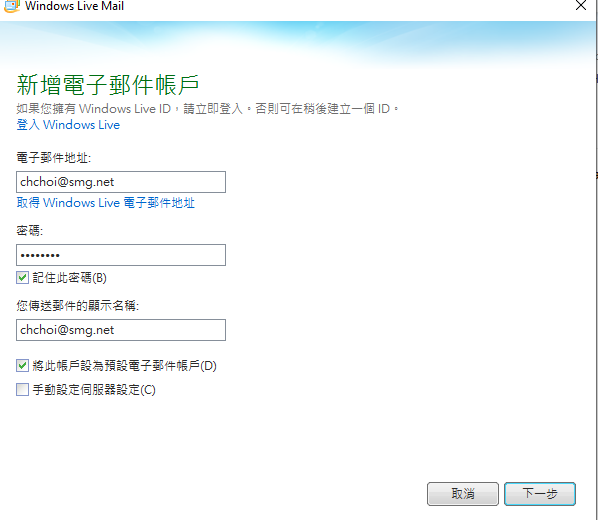 Windows Live Mail
新增電子郵件帳戶
如果您擁有 Windows Live ID，請立即登入。否則可在稍後建立一個 ID。
登入 Windows Live
電子郵件地址:
chchoi@smg.net
取得 Windows Live 電子郵件地址
密碼:
••••••••
記住此密碼(B)
您傳送郵件的顯示名稱:
chchoi@smg.net
將此帳戶設為預設電子郵件帳戶(D)
手動設定伺服器設定(C)
取消
下一步